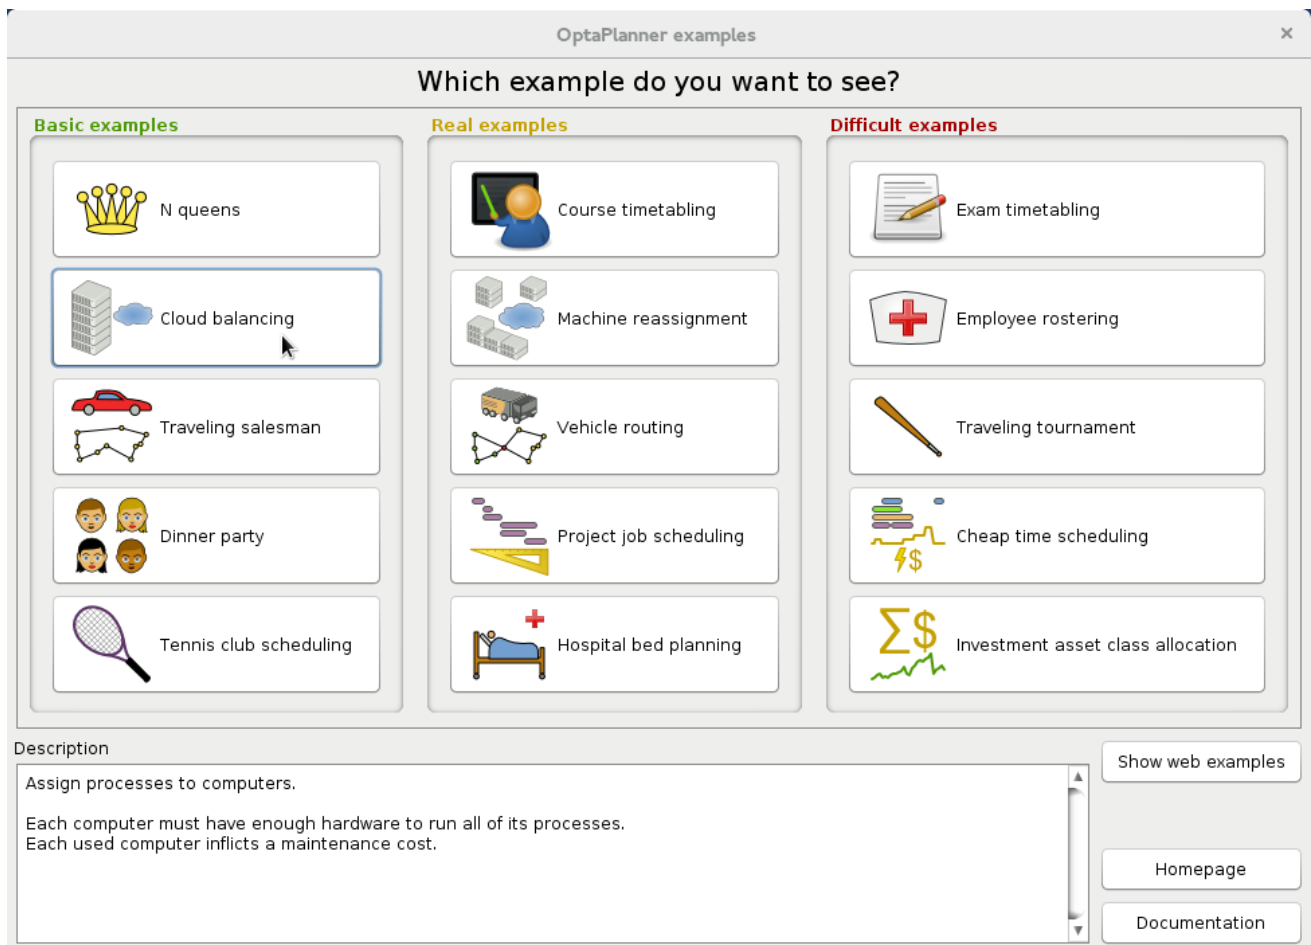 OptaPlanner examples
Which example do you want to see?
Basic examples
N queens
Cloud balancing
Traveling salesman
Dinner party
Tennis club scheduling
Real examples
Course timetabling
Machine reassignment
Vehicle routing
Project job scheduling
Hospital bed planning
Difficult examples
Exam timetabling
Employee rostering
Traveling tournament
Cheap time scheduling
Investment asset class allocation
Description
Assign processes to computers.
Each computer must have enough hardware to run all of its processes.
Each used computer inflicts a maintenance cost.
Show web examples
Homepage
Documentation